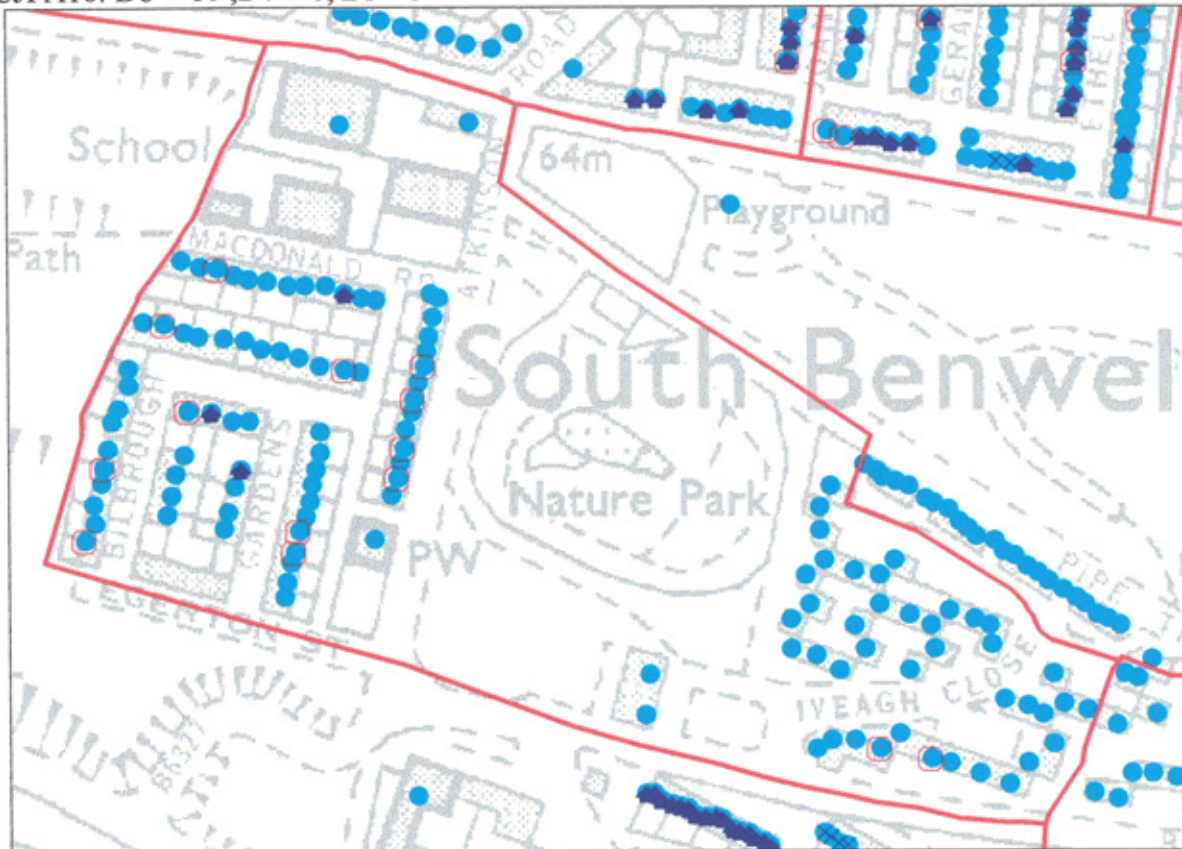 ROAD
GERA
ETHEL
School
64m
Playground
Path
MACDONALD RD
ATKINSON
South Benwel
BILBROUGH
GARDENS
Nature Park
PW
PIPE
EGERTON ST
IVEAGH CLOSE